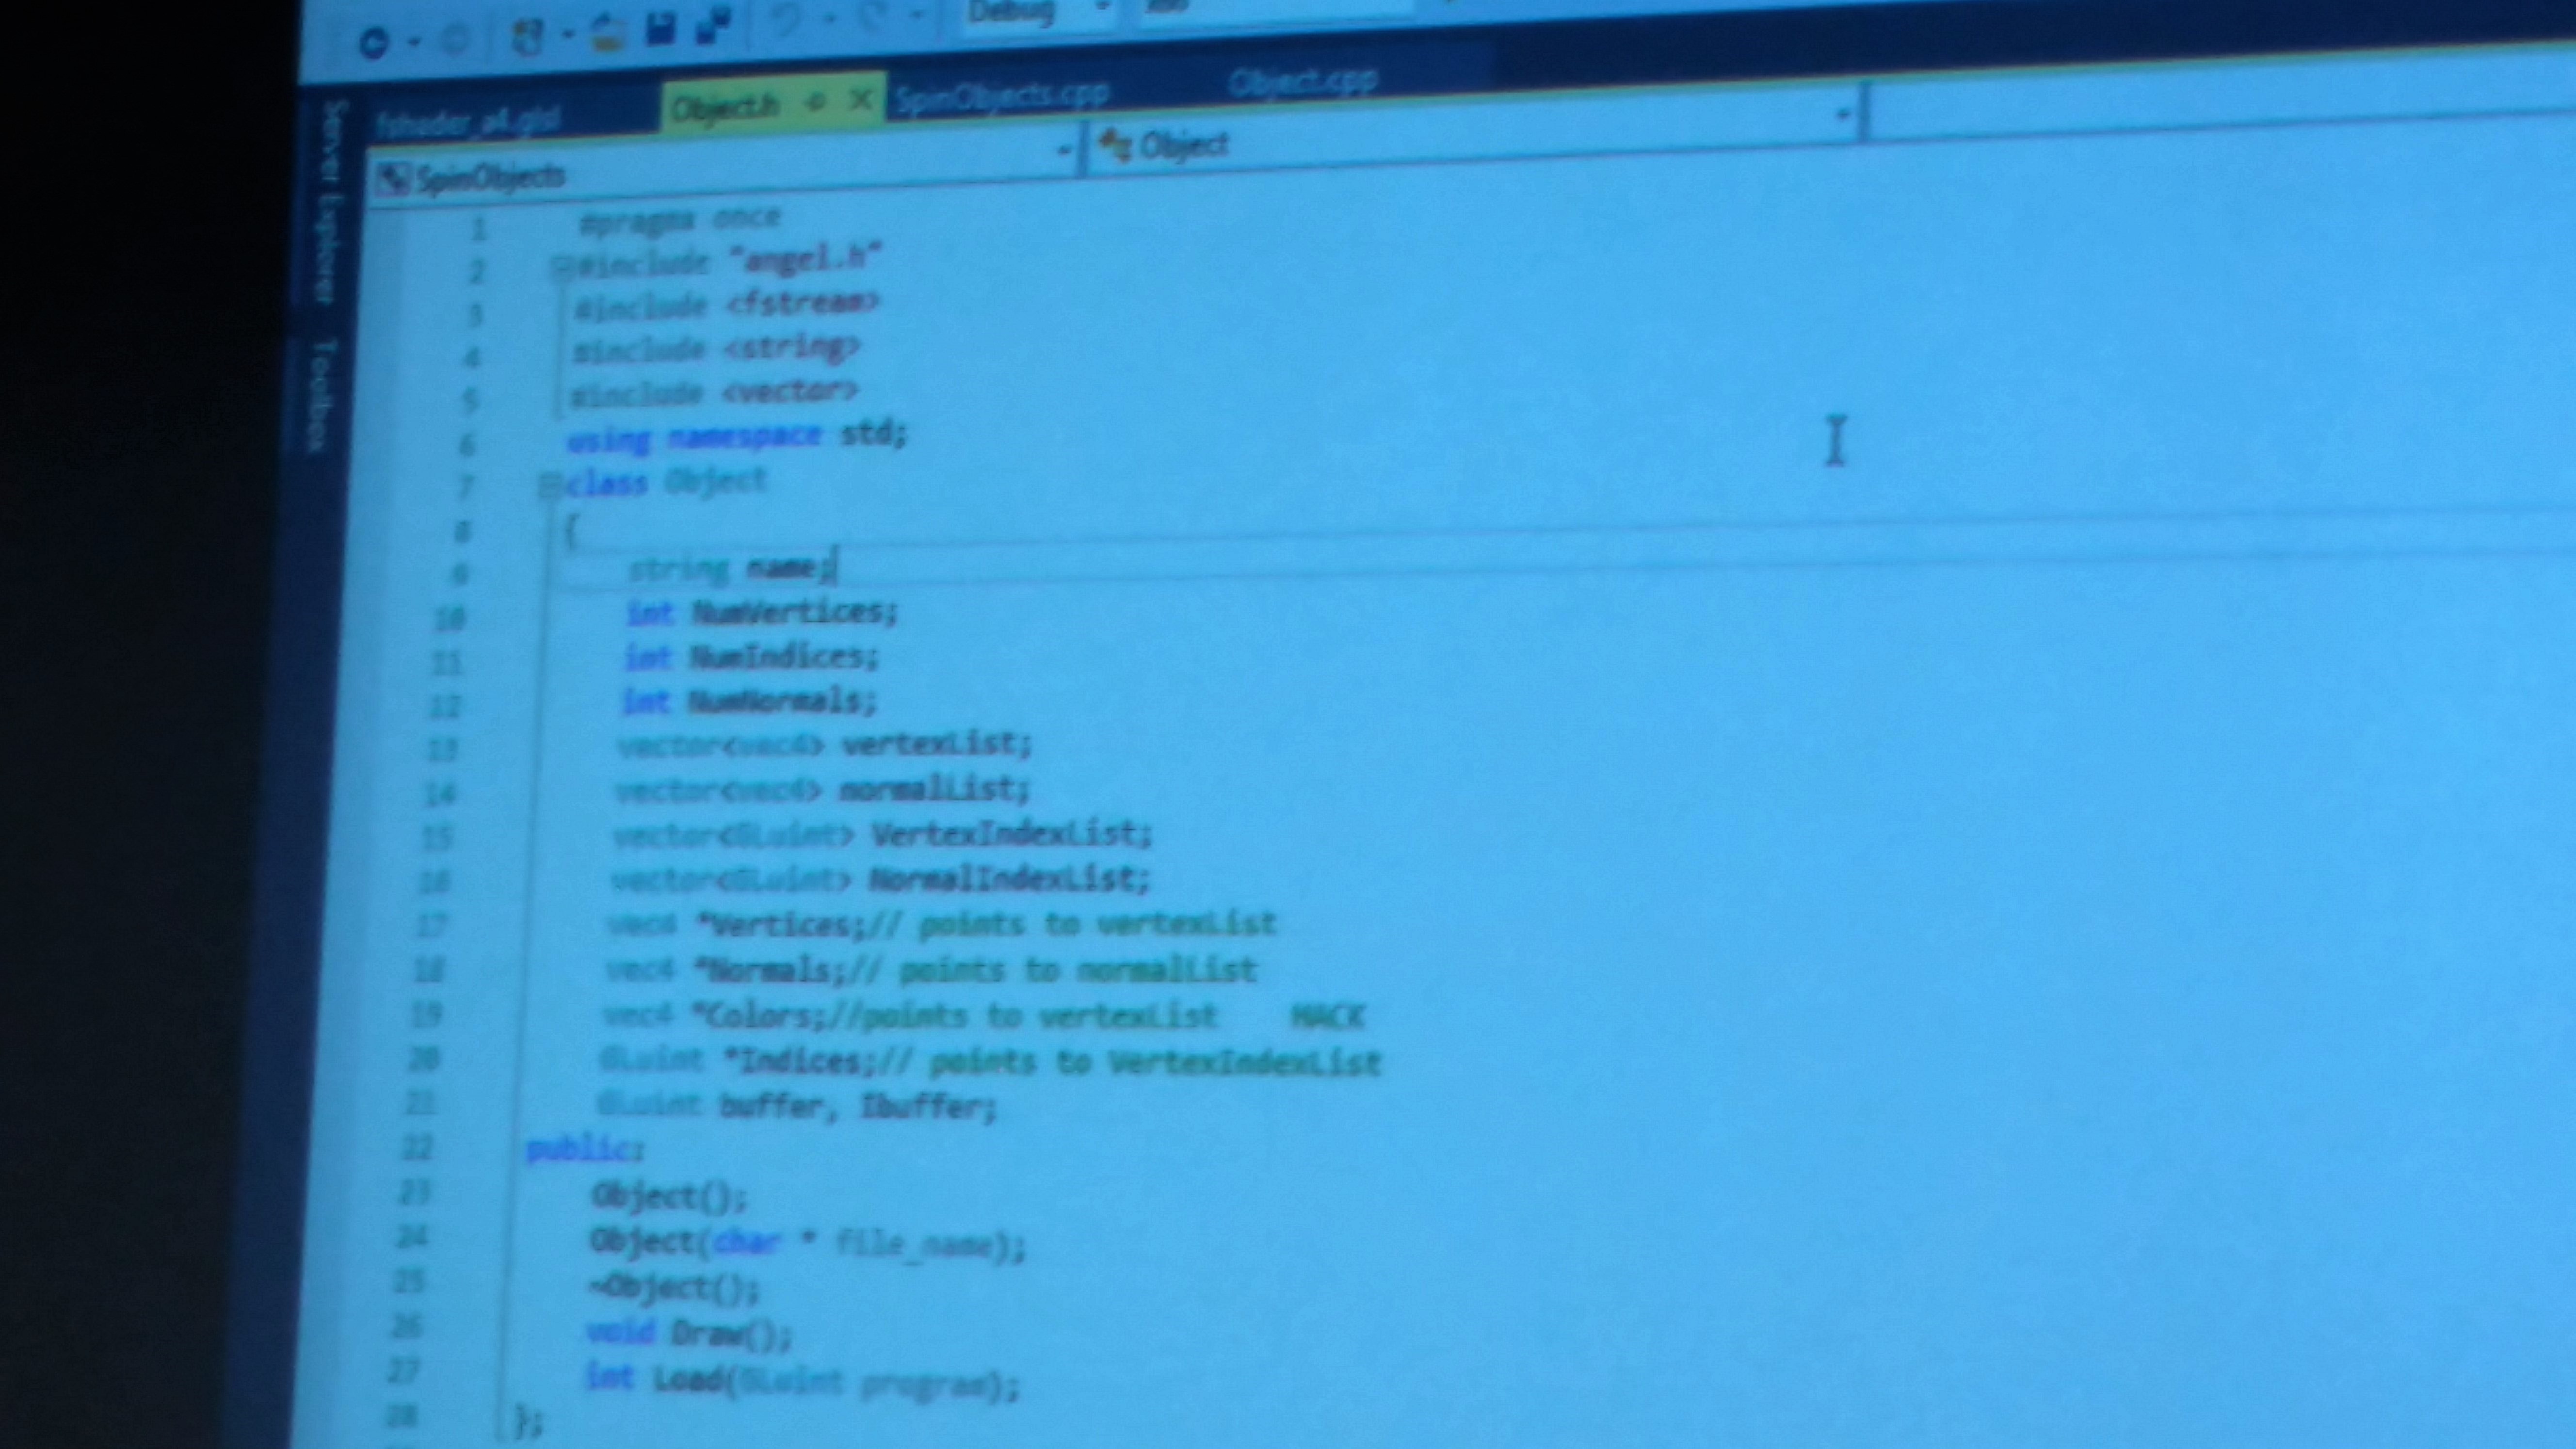 Debug
fshader_a4.glsl Object.h SpinObjects.cpp Object.cpp
SpinObjects Object
Server Explorer
Toolbox
1 #pragma once
2 #include "angel.h"
3 #include <fstream>
4 #include <string>
5 #include <vector>
6 using namespace std;
7 class Object
8 {
9 string name;
10 int NumVertices;
11 int NumIndices;
12 int NumNormals;
13 vector<vec4> vertexList;
14 vector<vec4> normalList;
15 vector<GLuint> VertexIndexList;
16 vector<GLuint> NormalIndexList;
17 vec4 *Vertices;// points to vertexList
18 vec4 *Normals;// points to normalList
19 vec4 *Colors;//points to vertexList HACK
20 GLuint *Indices;// points to VertexIndexList
21 GLuint buffer, Ibuffer;
22 public:
23 Object();
24 Object(char * file_name);
25 ~Object();
26 void Draw();
27 int Load(GLuint program);
28 };